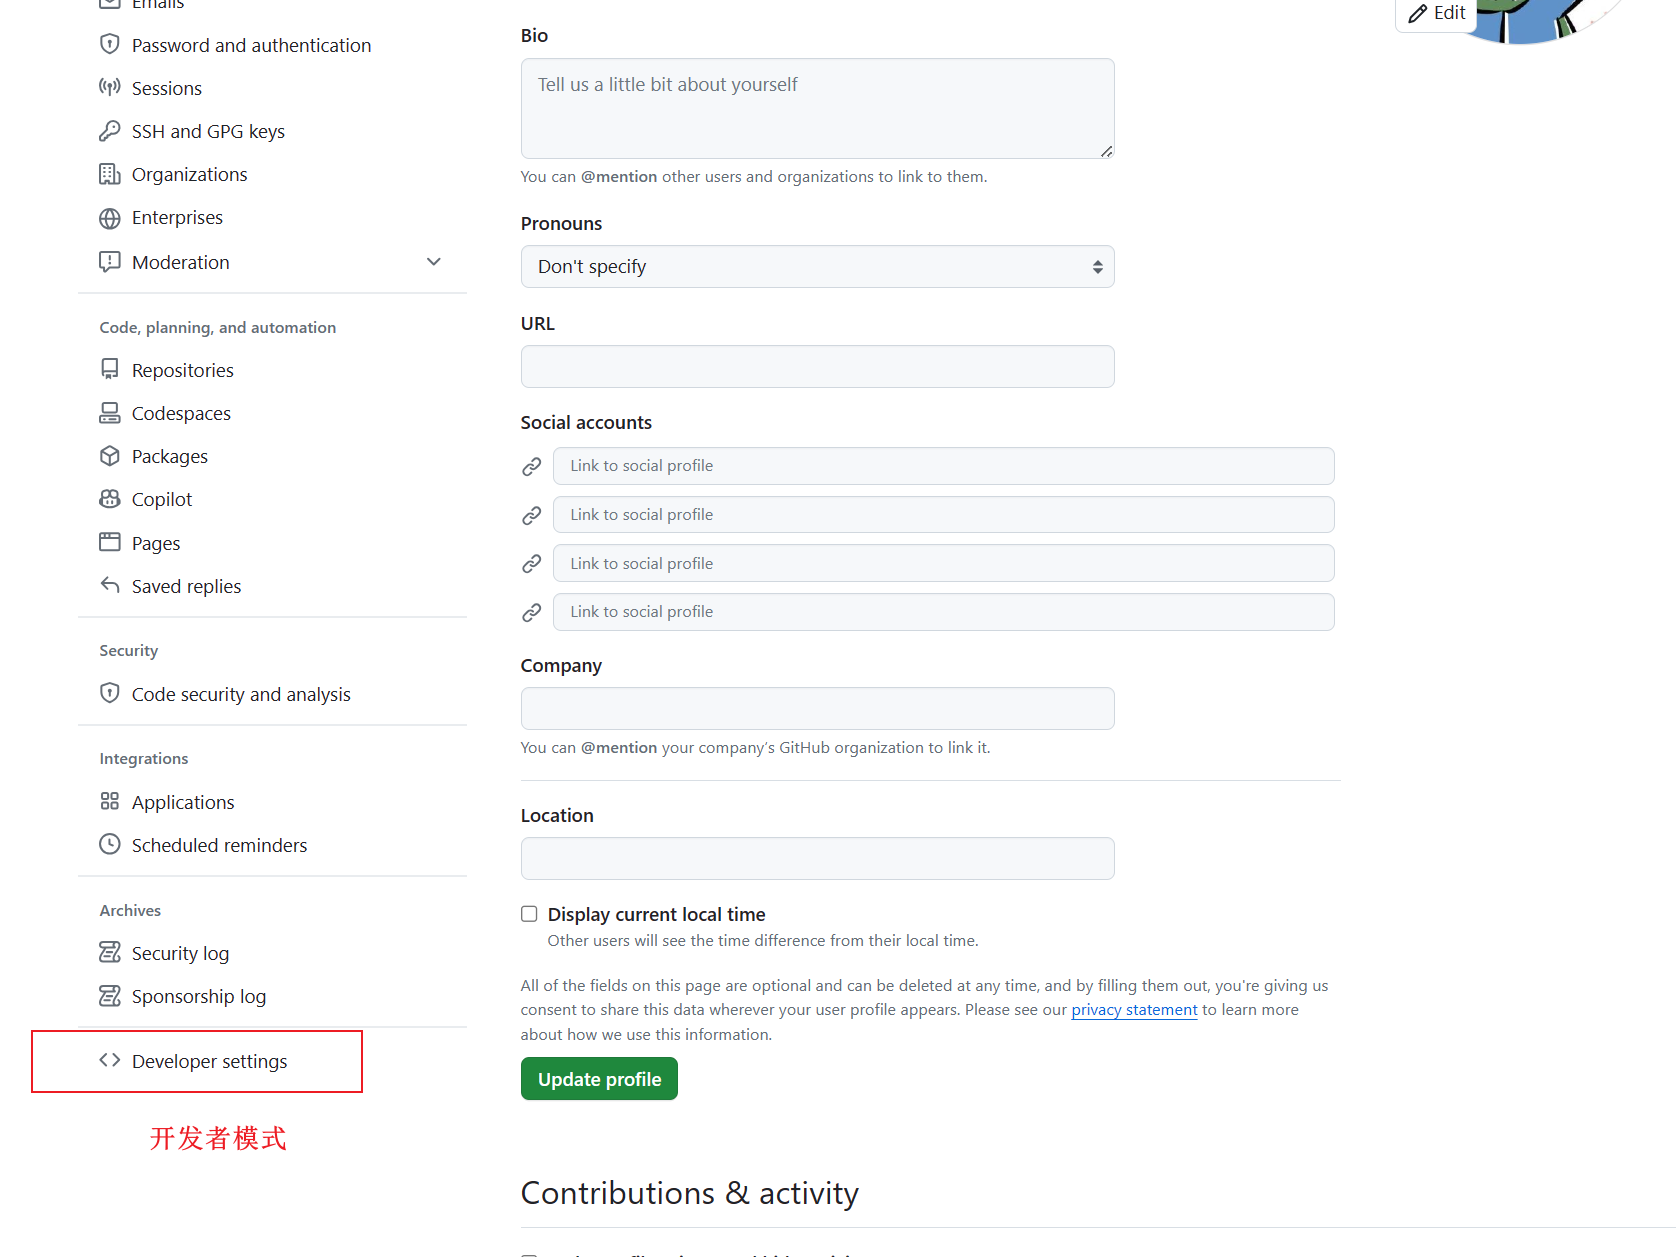 Emails
Password and authentication
Sessions
SSH and GPG keys
Organizations
Enterprises
Moderation
Code, planning, and automation
Repositories
Codespaces
Packages
Copilot
Pages
Saved replies
Security
Code security and analysis
Integrations
Applications
Scheduled reminders
Archives
Security log
Sponsorship log
Developer settings
开发者模式
Edit
Bio
Tell us a little bit about yourself
You can @mention other users and organizations to link to them.
Pronouns
Don't specify
URL
Social accounts
Link to social profile
Link to social profile
Link to social profile
Link to social profile
Company
You can @mention your company’s GitHub organization to link it.
Location
Display current local time
Other users will see the time difference from their local time.
All of the fields on this page are optional and can be deleted at any time, and by filling them out, you're giving us
consent to share this data wherever your user profile appears. Please see our privacy statement to learn more
about how we use this information.
Update profile
Contributions & activity